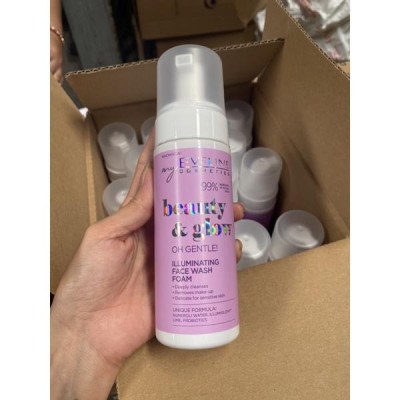 my EVELINE
COSMETICS
99%
beauty
& glow
OH GENTLE!
ILLUMINATING
FACE WASH
FOAM
• Deeply cleanses
• Removes make-up
• Delicate for sensitive skin
UNIQUE FORMULA: